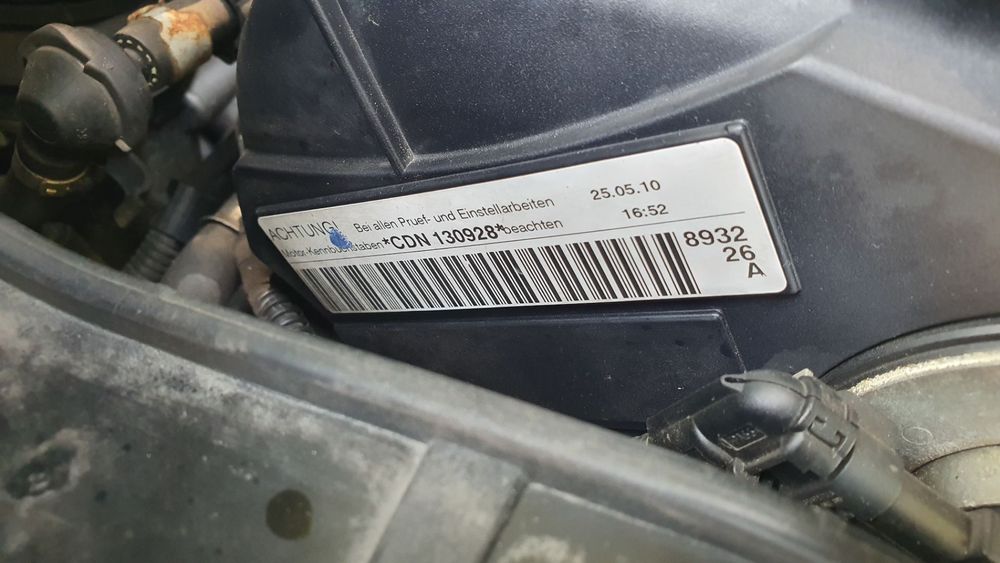 ACHTUNG! Bei allen Pruef- und Einstellarbeiten 25.05.10
Motor-Kennbuchstaben *CDN 130928* beachten 16:52
8932
26
A